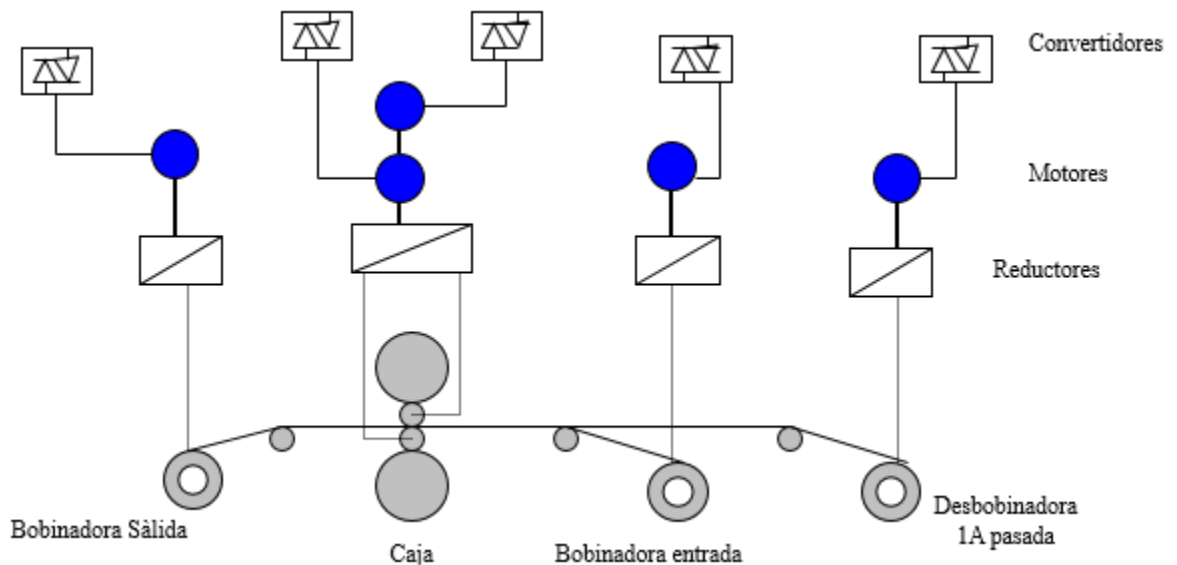 Convertidores
Motores
Reductores
Bobinadora Sàlida
Caja
Bobinadora entrada
Desbobinadora
1A pasada